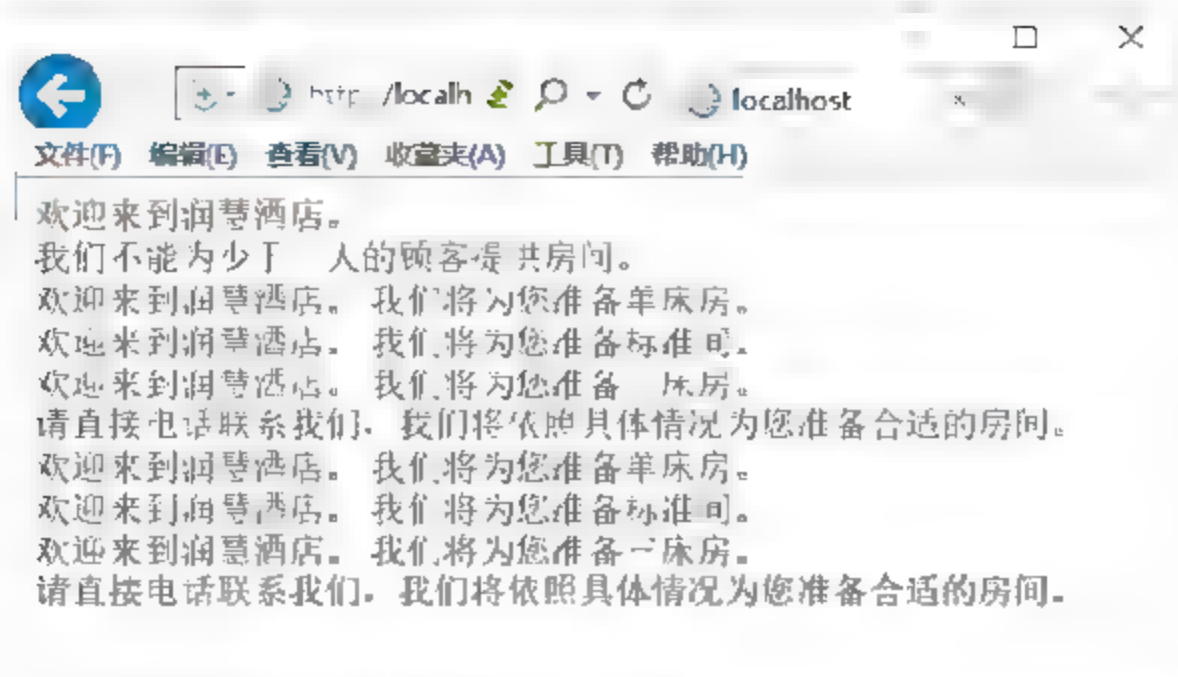 /localh localhost
文件(F) 编辑(E) 查看(V) 收藏夹(A) 工具(T) 帮助(H)
欢迎来到润慧酒店。
我们不能为少于 人的顾客提供房间。
欢迎来到润慧酒店。 我们将为您准备单床房。
欢迎来到润慧酒店。 我们将为您准备标准间。
欢迎来到润慧酒店。 我们将为您准备 床房。
请直接电话联系我们，我们将依照具体情况为您准备合适的房间。
欢迎来到润慧酒店。 我们将为您准备单床房。
欢迎来到润慧酒店。 我们将为您准备标准间。
欢迎来到润慧酒店。 我们将为您准备三床房。
请直接电话联系我们，我们将依照具体情况为您准备合适的房间。